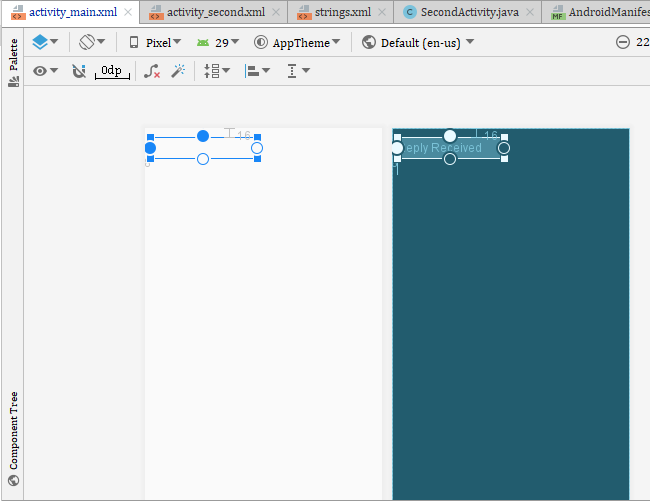 activity_main.xml activity_second.xml strings.xml SecondActivity.java AndroidManifes
Palette
Pixel 29 AppTheme Default (en-us) 22
0dp
16 16
eply Received
Component Tree